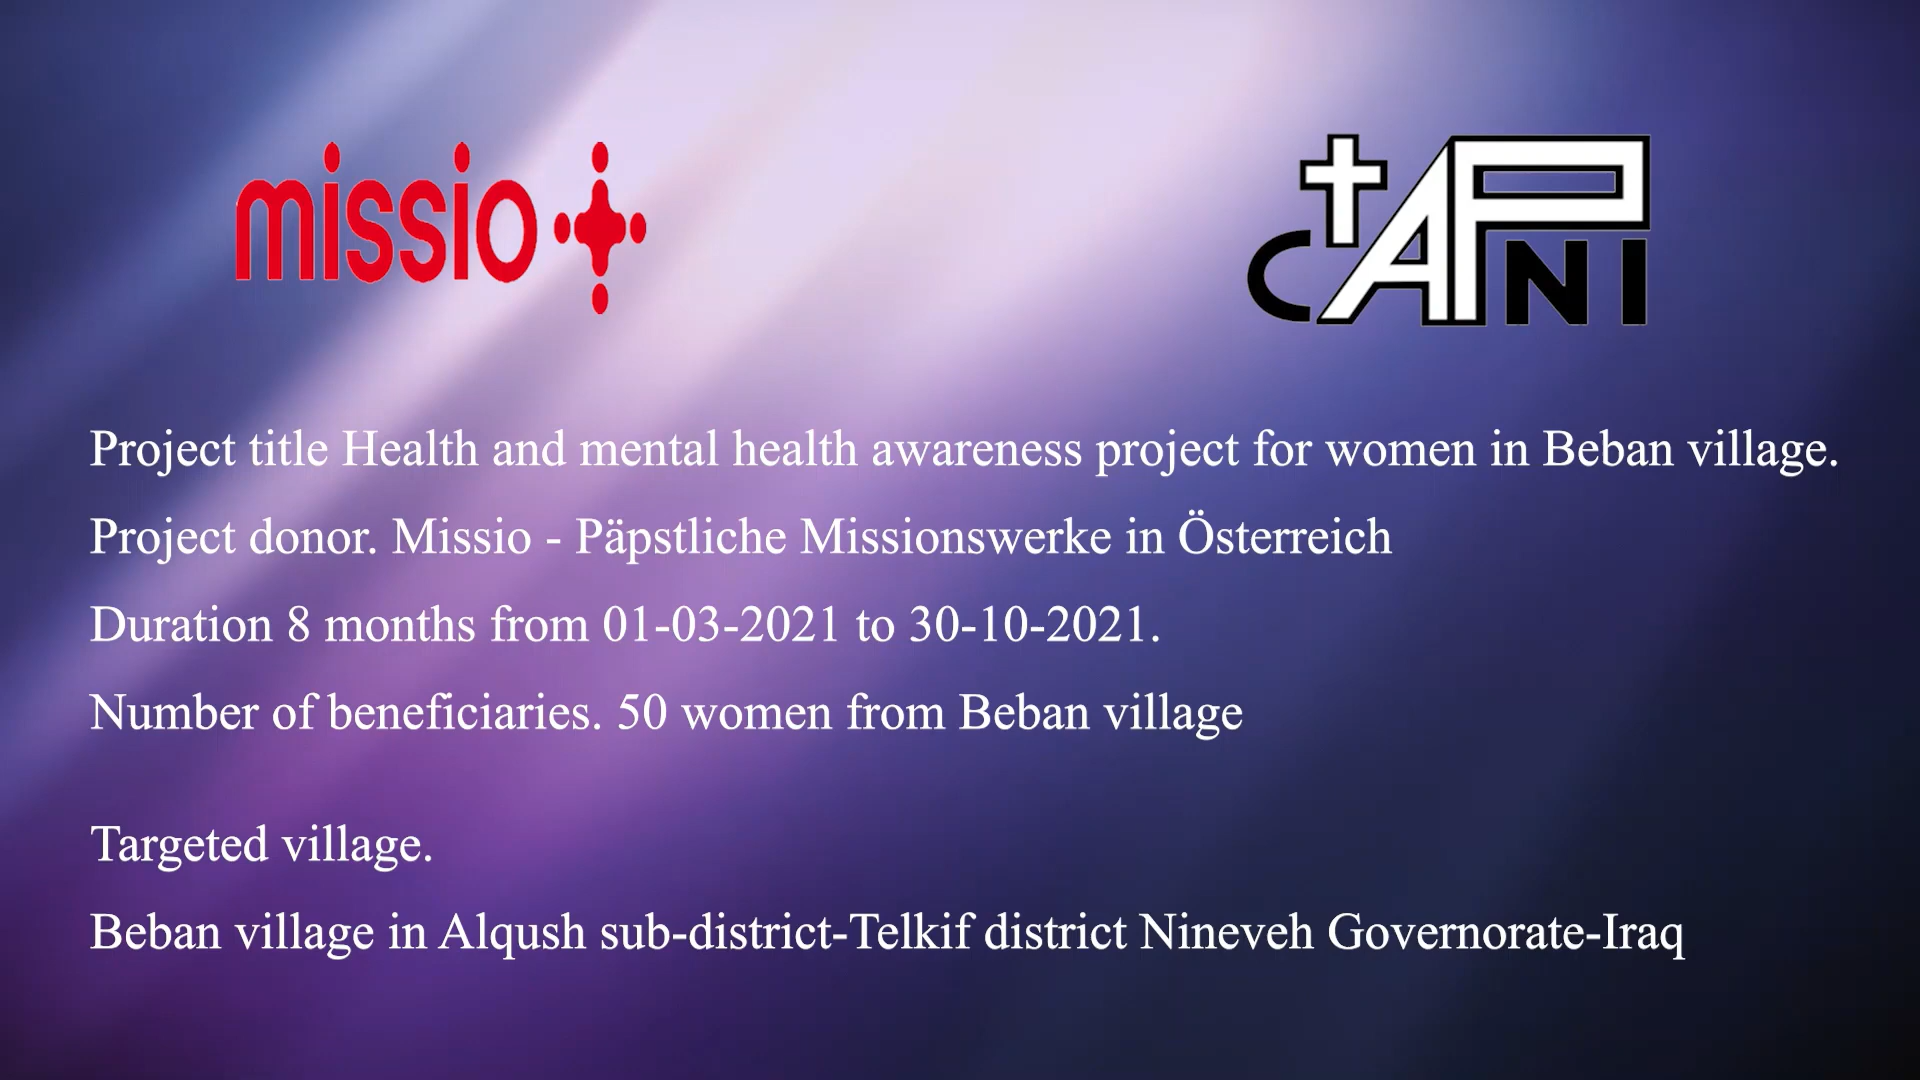 missio
CAPNI
Project title Health and mental health awareness project for women in Beban village.
Project donor. Missio - Päpstliche Missionswerke in Österreich
Duration 8 months from 01-03-2021 to 30-10-2021.
Number of beneficiaries. 50 women from Beban village
Targeted village.
Beban village in Alqush sub-district-Telkif district Nineveh Governorate-Iraq